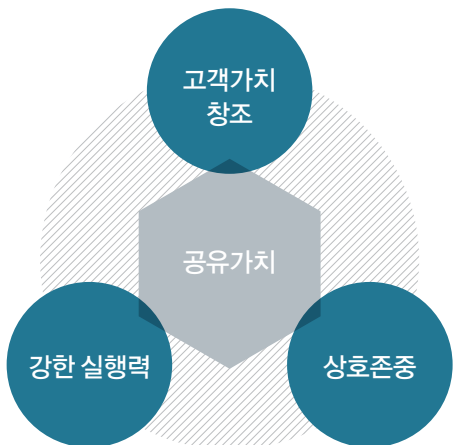 고객가치
창조
공유가치
강한 실행력
상호존중